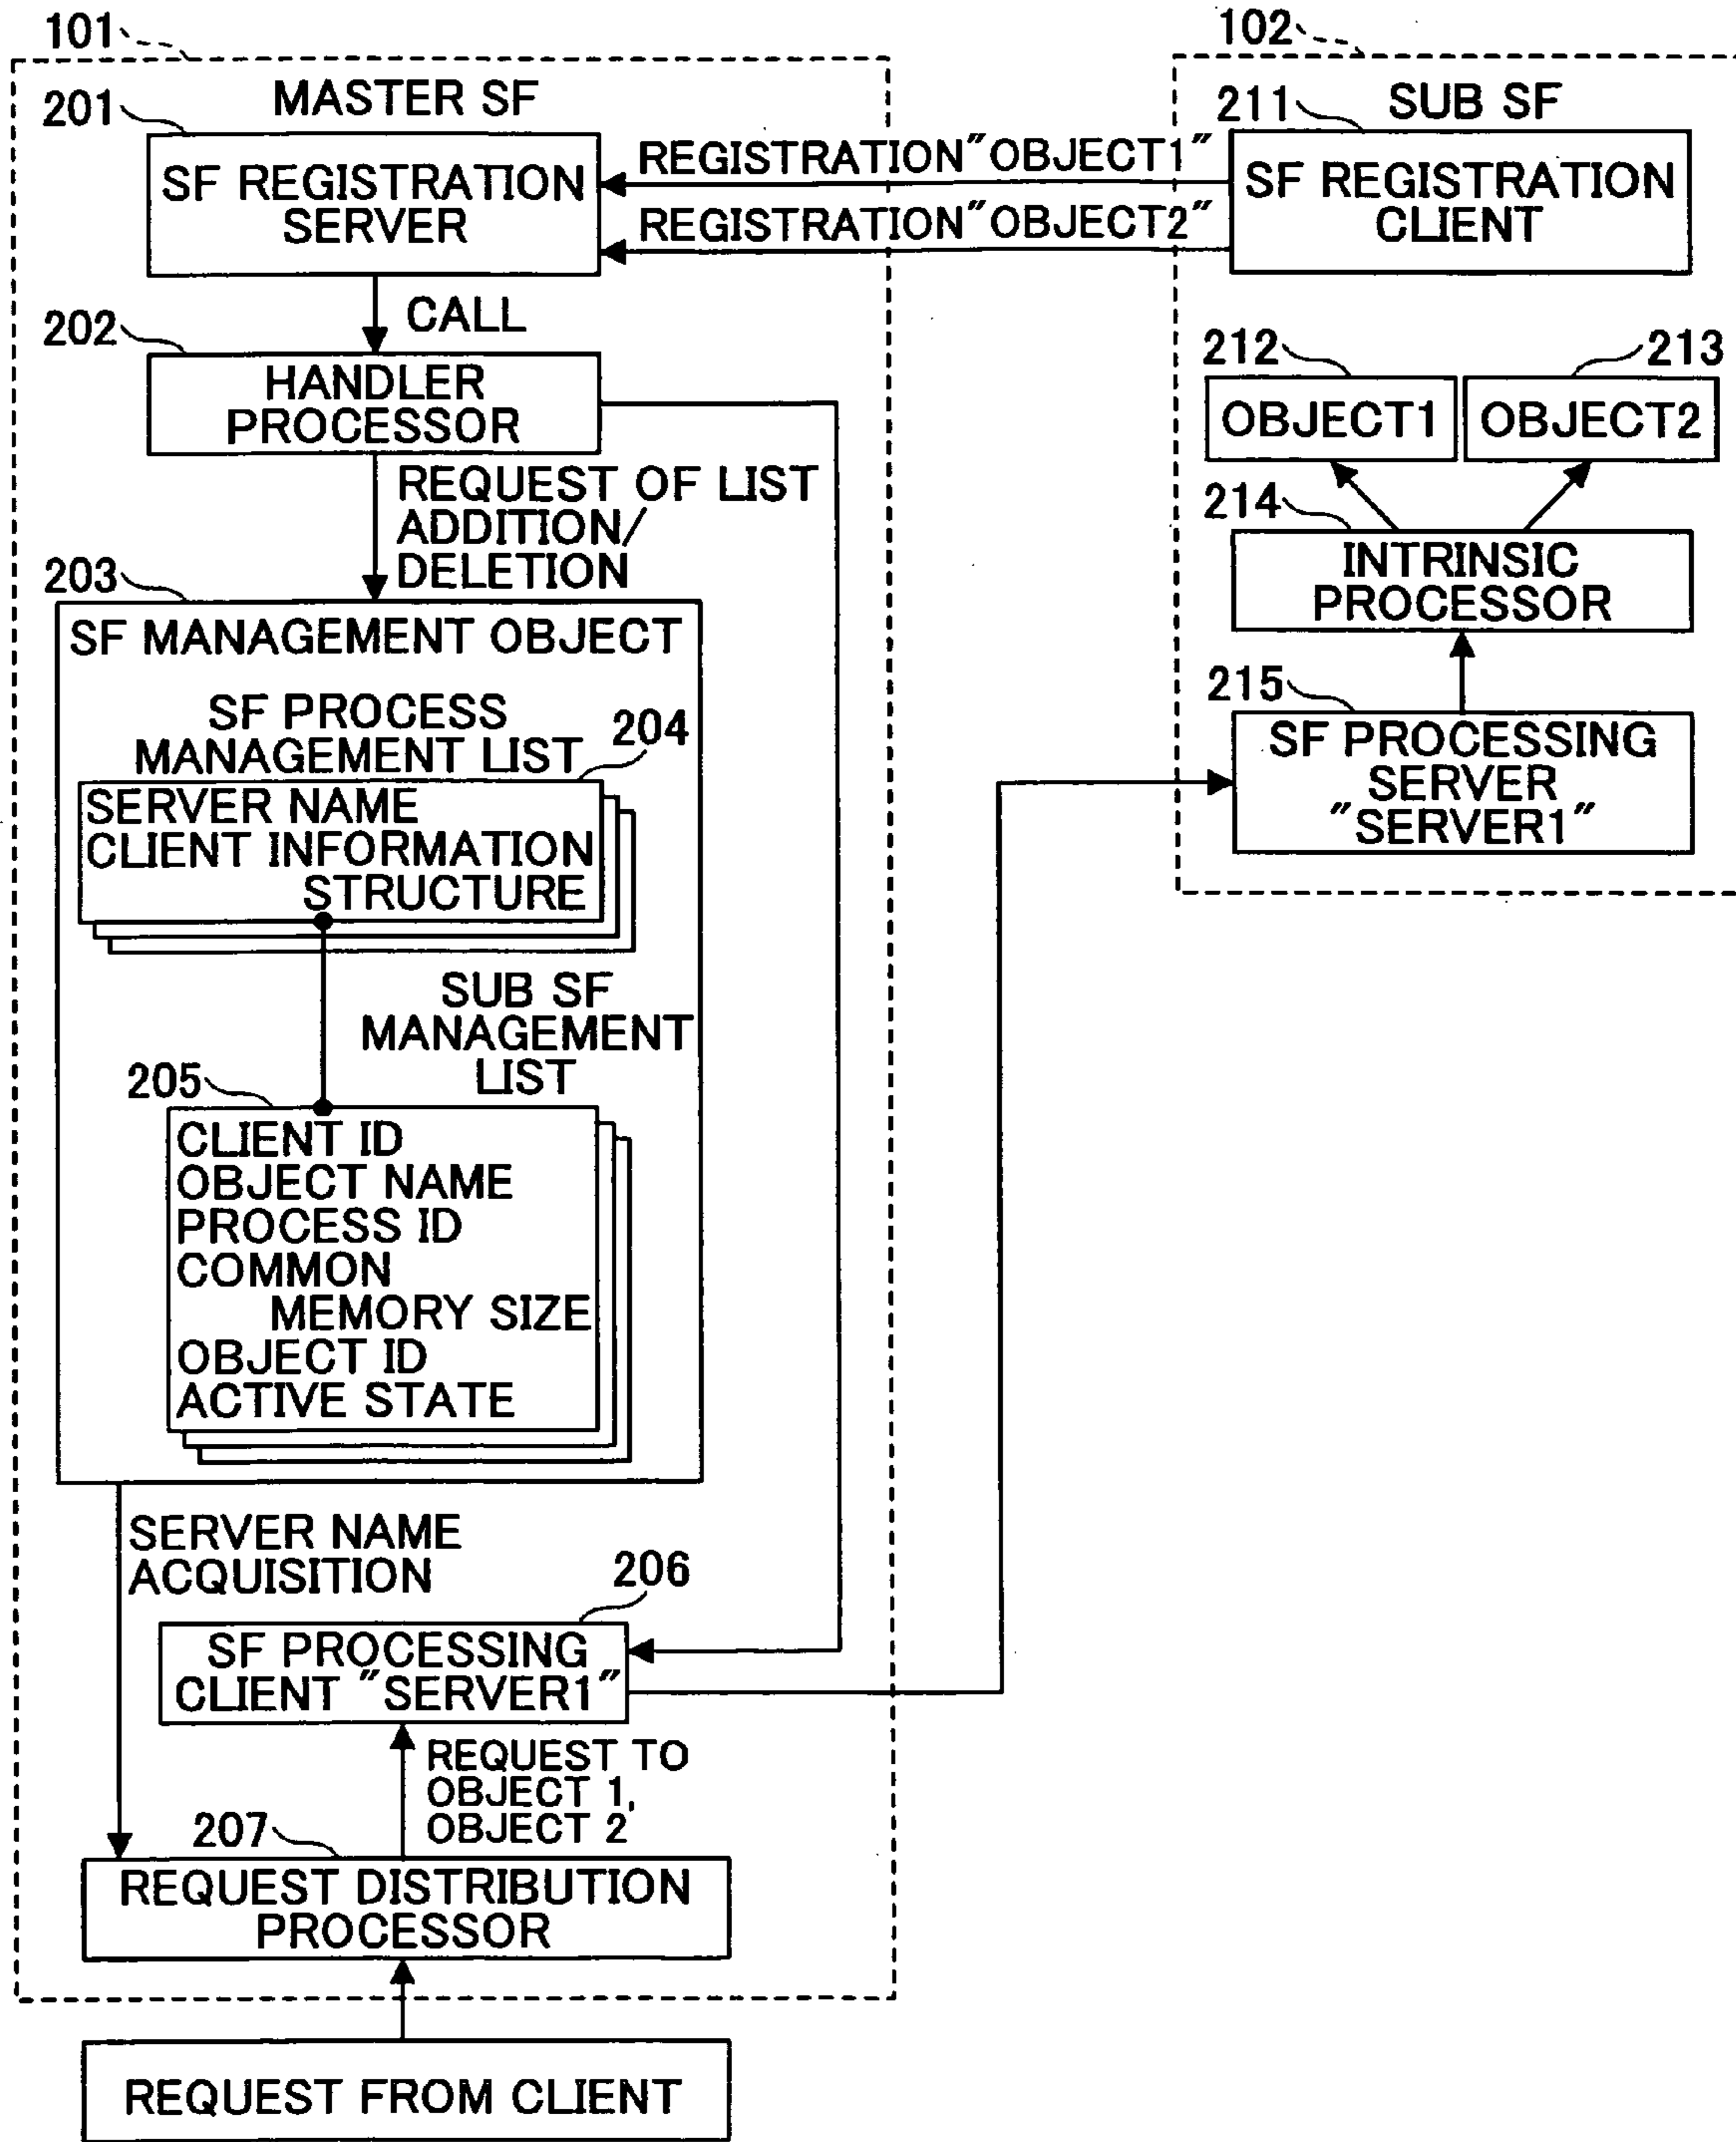 101
MASTER SF
201
SF REGISTRATION
SERVER
CALL
202
HANDLER
PROCESSOR
REQUEST OF LIST
ADDITION/
DELETION
203
SF MANAGEMENT OBJECT
SF PROCESS
MANAGEMENT LIST
204
SERVER NAME
CLIENT INFORMATION
STRUCTURE
SUB SF
MANAGEMENT
LIST
205
CLIENT ID
OBJECT NAME
PROCESS ID
COMMON
MEMORY SIZE
OBJECT ID
ACTIVE STATE
SERVER NAME
ACQUISITION
206
SF PROCESSING
CLIENT "SERVER1"
REQUEST TO
OBJECT 1,
OBJECT 2
207
REQUEST DISTRIBUTION
PROCESSOR
REQUEST FROM CLIENT
REGISTRATION"OBJECT1"
REGISTRATION"OBJECT2"
102
SUB SF
211
SF REGISTRATION
CLIENT
212
213
OBJECT1
OBJECT2
214
INTRINSIC
PROCESSOR
215
SF PROCESSING
SERVER
"SERVER1"